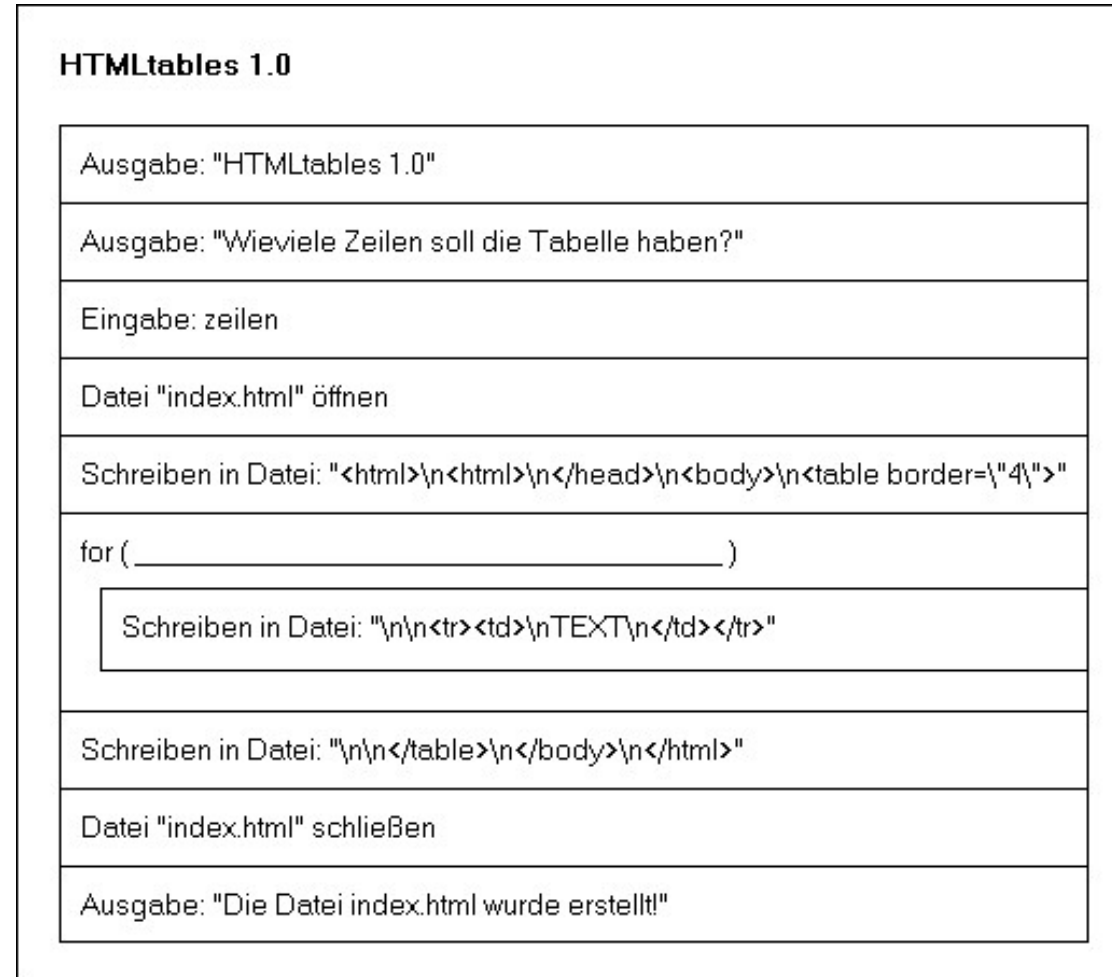 HTMLtables 1.0
Ausgabe: "HTMLtables 1.0"
Ausgabe: "Wieviele Zeilen soll die Tabelle haben?"
Eingabe: zeilen
Datei "index.html" öffnen
Schreiben in Datei: "<html>\n<html>\n</head>\n<body>\n<table border=\"4\">"
for ( ______________________________ )
Schreiben in Datei: "\n\n<tr><td>\nTEXT\n</td></tr>"
Schreiben in Datei: "\n\n</table>\n</body>\n</html>"
Datei "index.html" schließen
Ausgabe: "Die Datei index.html wurde erstellt!"